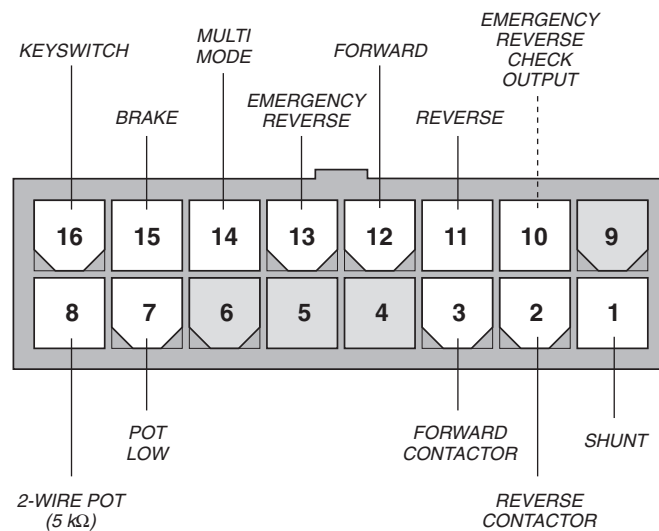 EMERGENCY
REVERSE
CHECK
OUTPUT
MULTI
MODE
KEYSWITCH
FORWARD
EMERGENCY
REVERSE
BRAKE
REVERSE
16 15 14 13 12 11 10 9
8 7 6 5 4 3 2 1
POT
LOW
FORWARD
CONTACTOR
SHUNT
2-WIRE POT
(5 kΩ)
REVERSE
CONTACTOR